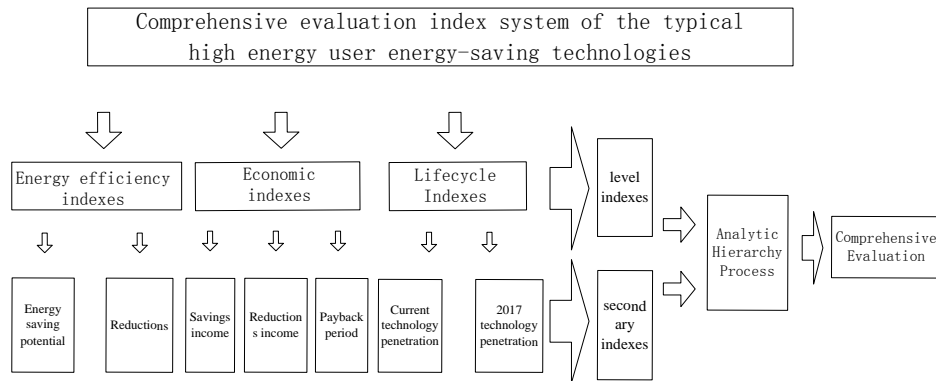 Comprehensive evaluation index system of the typical
high energy user energy-saving technologies
Energy efficiency
indexes
Economic
indexes
Lifecycle
Indexes
level
indexes
Analytic
Hierarchy
Process
Comprehensive
Evaluation
Energy
saving
potential
Reductions
Savings
income
Reduction
s income
Payback
period
Current
technology
penetration
2017
technology
penetration
second
ary
indexes